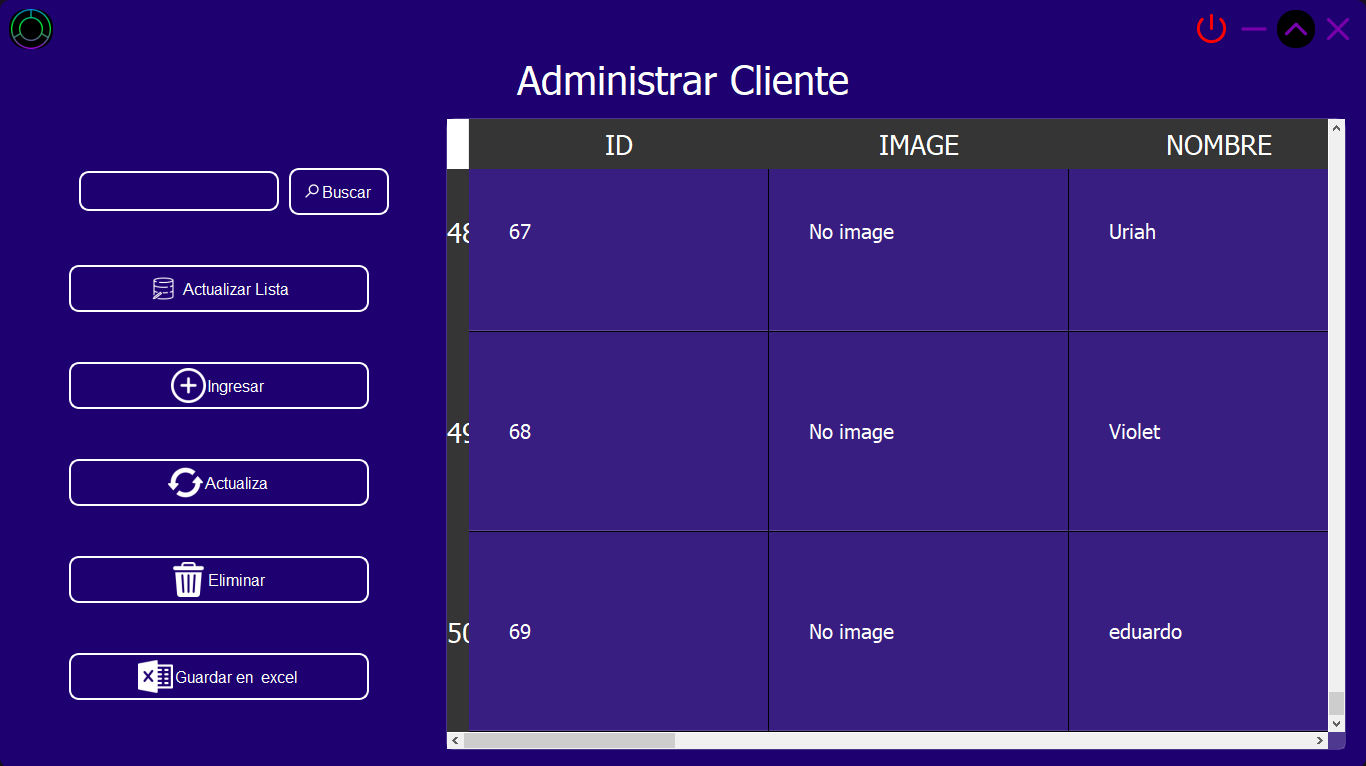 Administrar Cliente
Buscar
Actualizar Lista
Ingresar
Actualiza
Eliminar
Guardar en excel
ID IMAGE NOMBRE
48 67 No image Uriah
49 68 No image Violet
50 69 No image eduardo